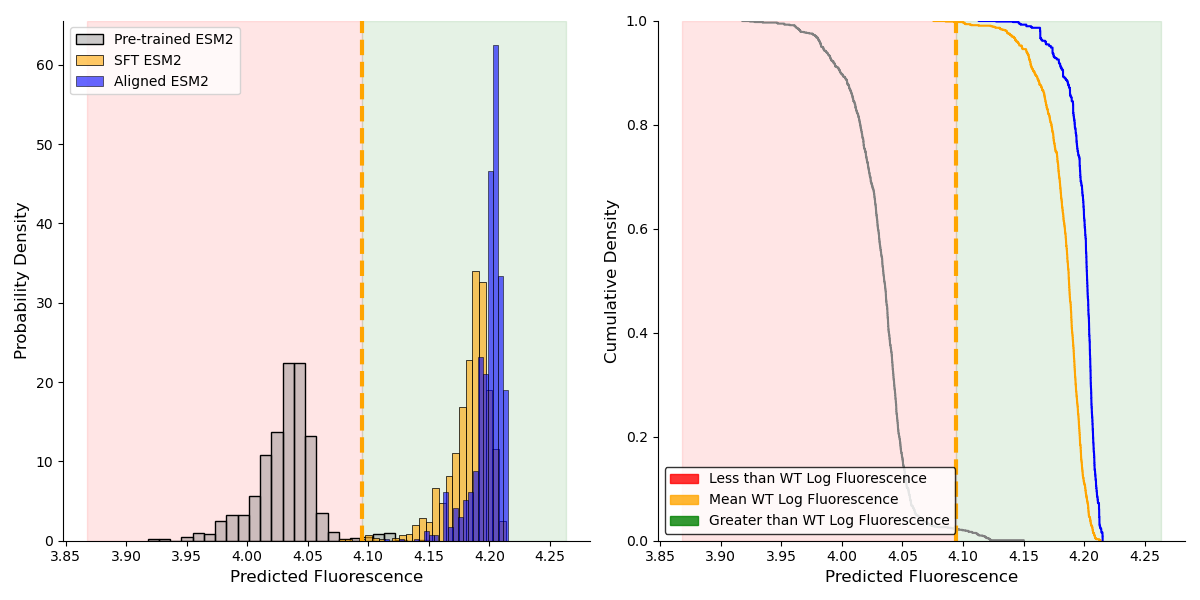 Pre-trained ESM2
SFT ESM2
Aligned ESM2
Probability Density
60
50
40
30
20
10
0
3.85 3.90 3.95 4.00 4.05 4.10 4.15 4.20 4.25
Predicted Fluorescence
Cumulative Density
1.0
0.8
0.6
0.4
0.2
0.0
Less than WT Log Fluorescence
Mean WT Log Fluorescence
Greater than WT Log Fluorescence
3.85 3.90 3.95 4.00 4.05 4.10 4.15 4.20 4.25
Predicted Fluorescence